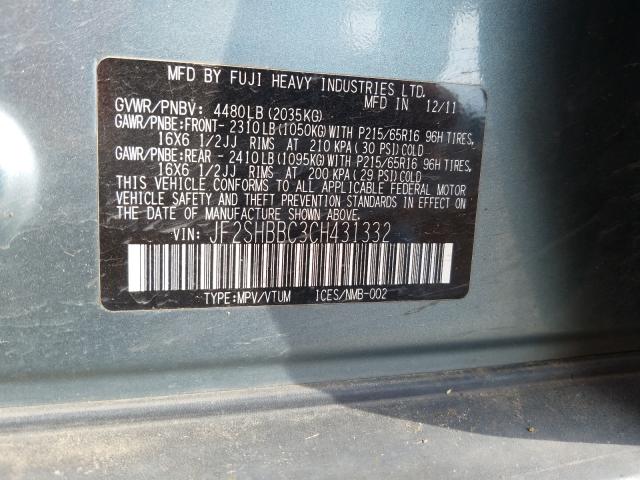 MFD BY FUJI HEAVY INDUSTRIES LTD.
MFD IN 12/11
GVWR/PNBV: 4480LB(2035KG)
GAWR/PNBE:FRONT- 2310LB(1050KG)WITH P215/65R16 96H TIRES,
16X6 1/2JJ RIMS AT 210 KPA(30 PSI)COLD
GAWR/PNBE:REAR - 2410LB(1095KG)WITH P215/65R16 96H TIRES,
16X6 1/2JJ RIMS AT 200 KPA(29 PSI)COLD
THIS VEHICLE CONFORMS TO ALL APPLICABLE FEDERAL MOTOR
VEHICLE SAFETY AND THEFT PREVENTION STANDARDS IN EFFECT
ON THE DATE OF MANUFACTURE SHOWN ABOVE.
VIN: JF2SHBBC3CH431332
TYPE:MPV/VTUM ICES/NMB-002